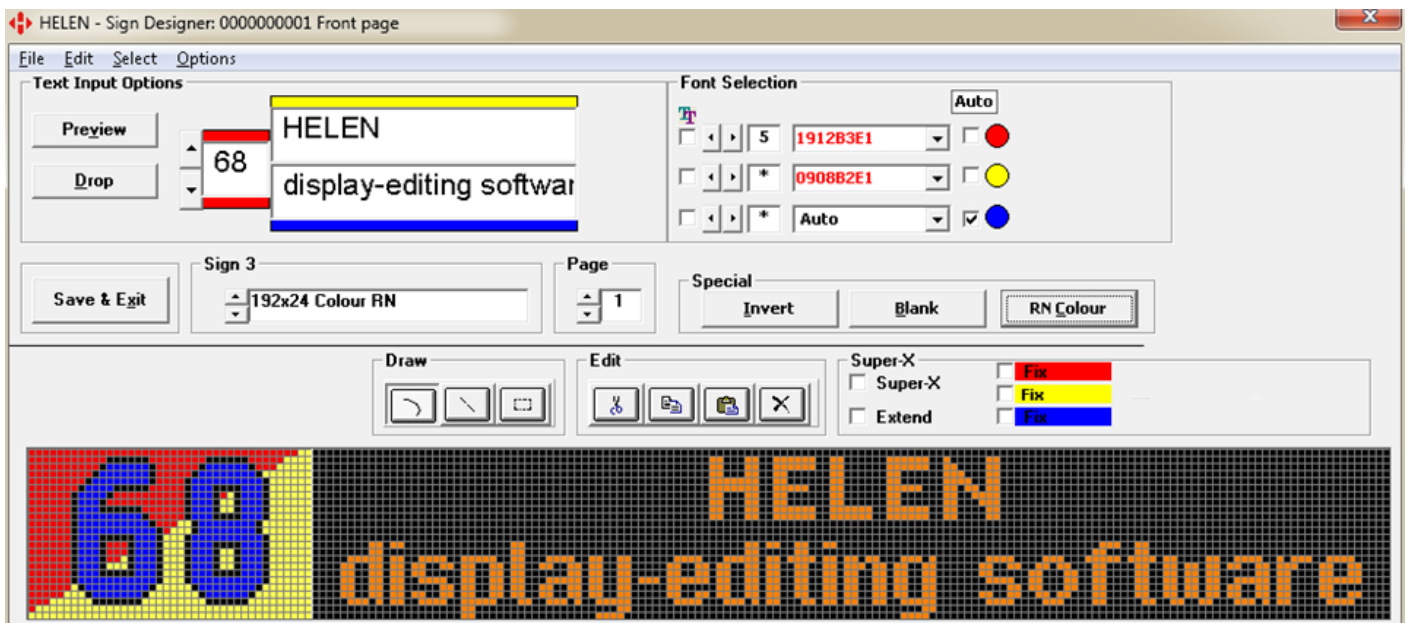 HELEN - Sign Designer: 0000000001 Front page
File Edit Select Options
Text Input Options
Preview
Drop
68
HELEN
display-editing softwar
Font Selection
Auto
5 1912B3E1
* 0908B2E1
* Auto
Save & Exit
Sign 3
192x24 Colour RN
Page
1
Special
Invert Blank RN Colour
Draw
Edit
Super-X
Super-X
Extend
Fix
Fix
Fix
68
HELEN
display-editing software